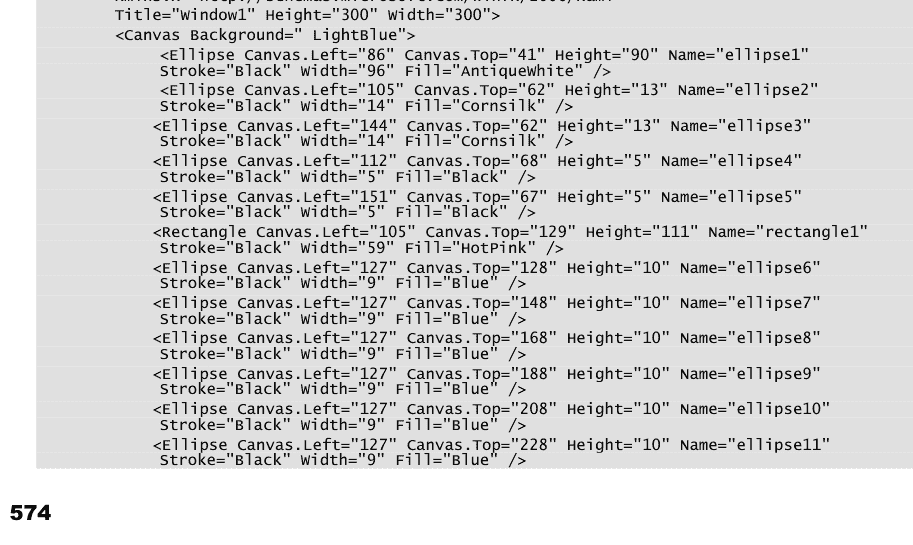 Title="Window1" Height="300" Width="300">
<Canvas Background=" LightBlue">
<Ellipse Canvas.Left="86" Canvas.Top="41" Height="90" Name="ellipse1"
Stroke="Black" Width="96" Fill="AntiqueWhite" />
<Ellipse Canvas.Left="105" Canvas.Top="62" Height="13" Name="ellipse2"
Stroke="Black" Width="14" Fill="Cornsilk" />
<Ellipse Canvas.Left="144" Canvas.Top="62" Height="13" Name="ellipse3"
Stroke="Black" Width="14" Fill="Cornsilk" />
<Ellipse Canvas.Left="112" Canvas.Top="68" Height="5" Name="ellipse4"
Stroke="Black" Width="5" Fill="Black" />
<Ellipse Canvas.Left="151" Canvas.Top="67" Height="5" Name="ellipse5"
Stroke="Black" Width="5" Fill="Black" />
<Rectangle Canvas.Left="105" Canvas.Top="129" Height="111" Name="rectangle1"
Stroke="Black" Width="59" Fill="HotPink" />
<Ellipse Canvas.Left="127" Canvas.Top="128" Height="10" Name="ellipse6"
Stroke="Black" Width="9" Fill="Blue" />
<Ellipse Canvas.Left="127" Canvas.Top="148" Height="10" Name="ellipse7"
Stroke="Black" Width="9" Fill="Blue" />
<Ellipse Canvas.Left="127" Canvas.Top="168" Height="10" Name="ellipse8"
Stroke="Black" Width="9" Fill="Blue" />
<Ellipse Canvas.Left="127" Canvas.Top="188" Height="10" Name="ellipse9"
Stroke="Black" Width="9" Fill="Blue" />
<Ellipse Canvas.Left="127" Canvas.Top="208" Height="10" Name="ellipse10"
Stroke="Black" Width="9" Fill="Blue" />
<Ellipse Canvas.Left="127" Canvas.Top="228" Height="10" Name="ellipse11"
Stroke="Black" Width="9" Fill="Blue" />
574